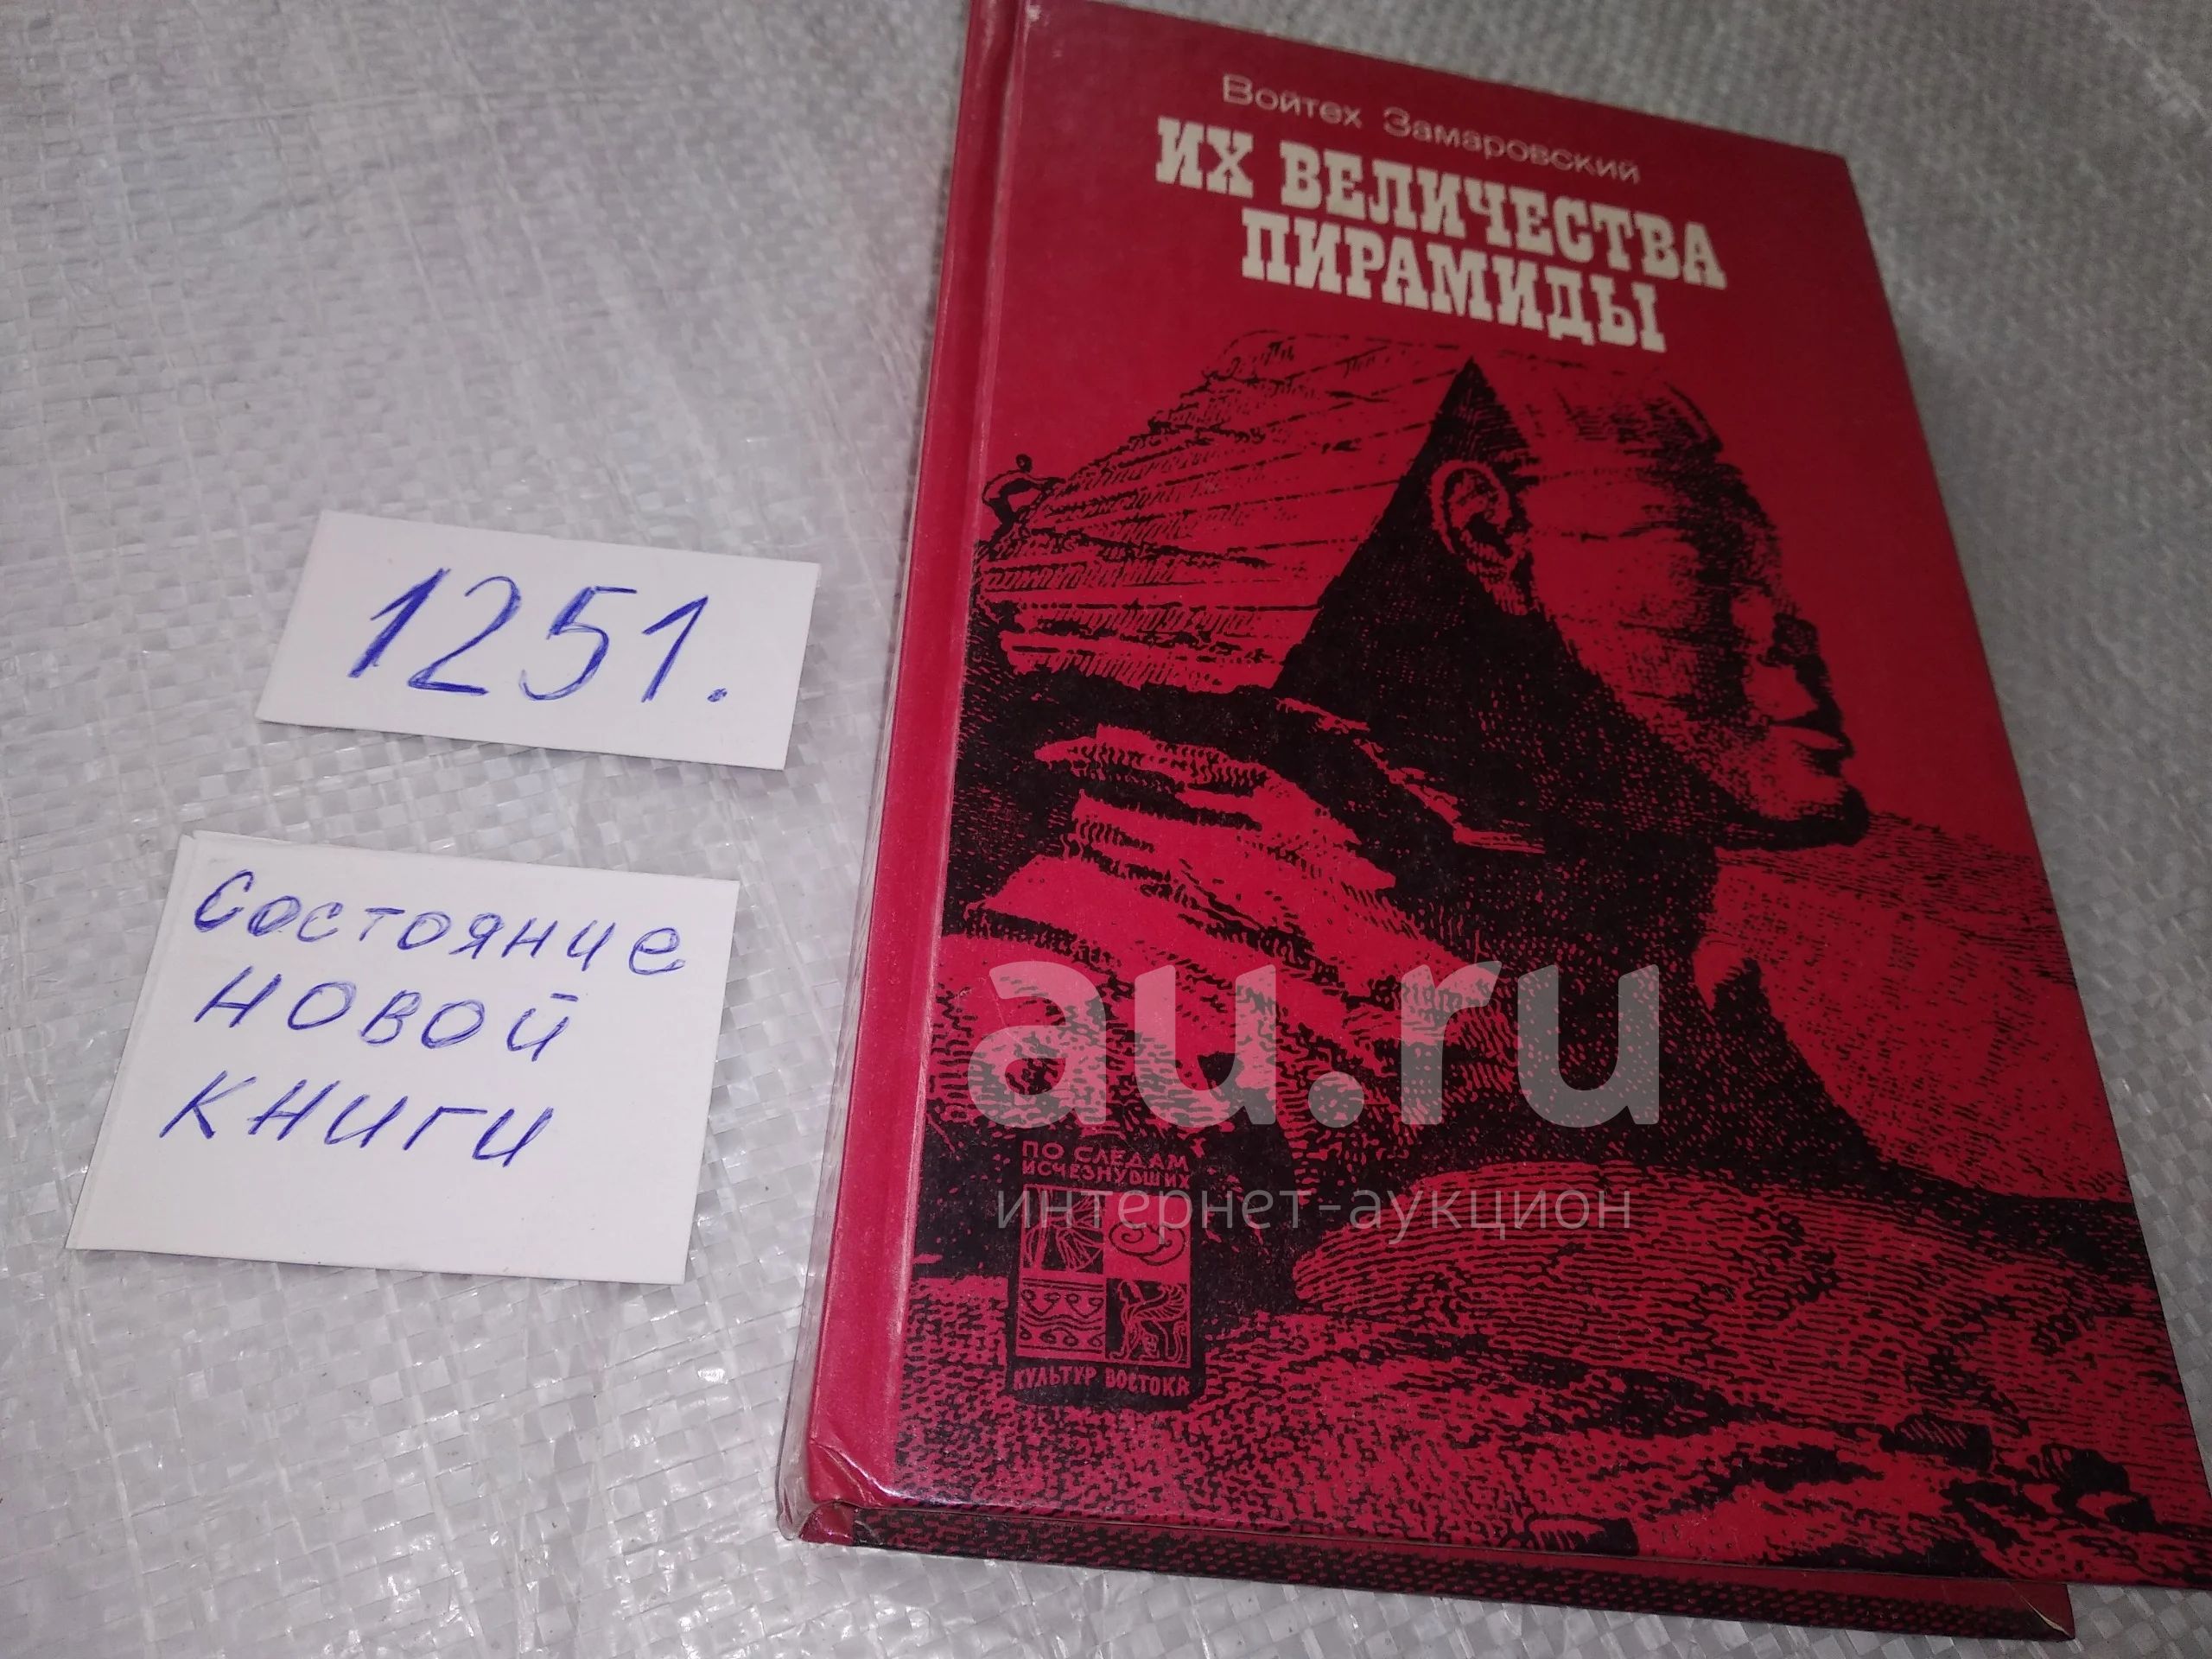 Войтех Замаровский
ИХ ВЕЛИЧЕСТВА
ПИРАМИДЫ
1251.
Состояние
новой
книги
au.ru
интернет-аукцион
ПО СЛЕДАМ
ИСЧЕЗНУВШИХ
КУЛЬТУР ВОСТОКА